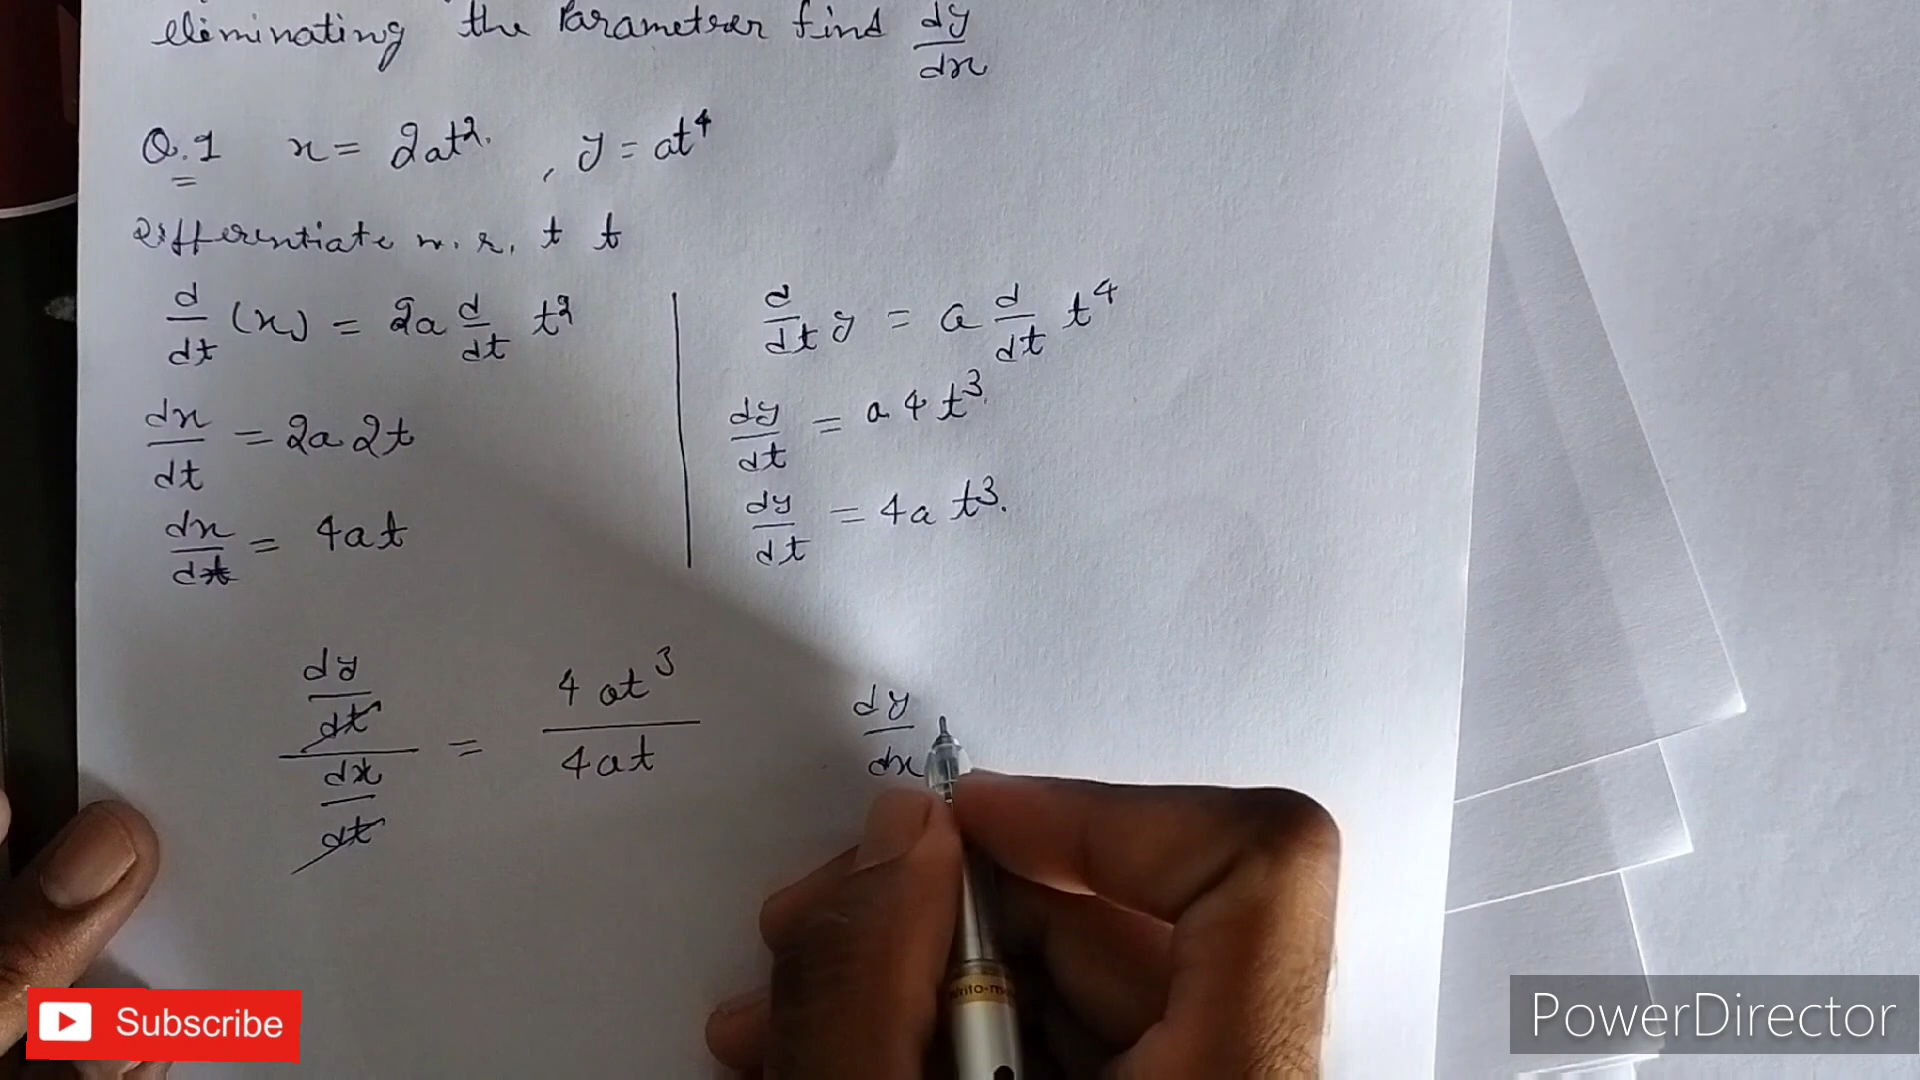 eliminating the Parameter find dy/dx
Q.1 x = 2at². , y = at⁴
Differentiate w.r. t t
d/dt (x) = 2a d/dt t²
dx/dt = 2a 2t
dx/dt = 4at
d/dt y = a d/dt t⁴
dy/dt = a 4 t³.
dy/dt = 4a t³.
dy/dt / dx/dt = 4at³ / 4at
dy/dx
Subscribe
PowerDirector